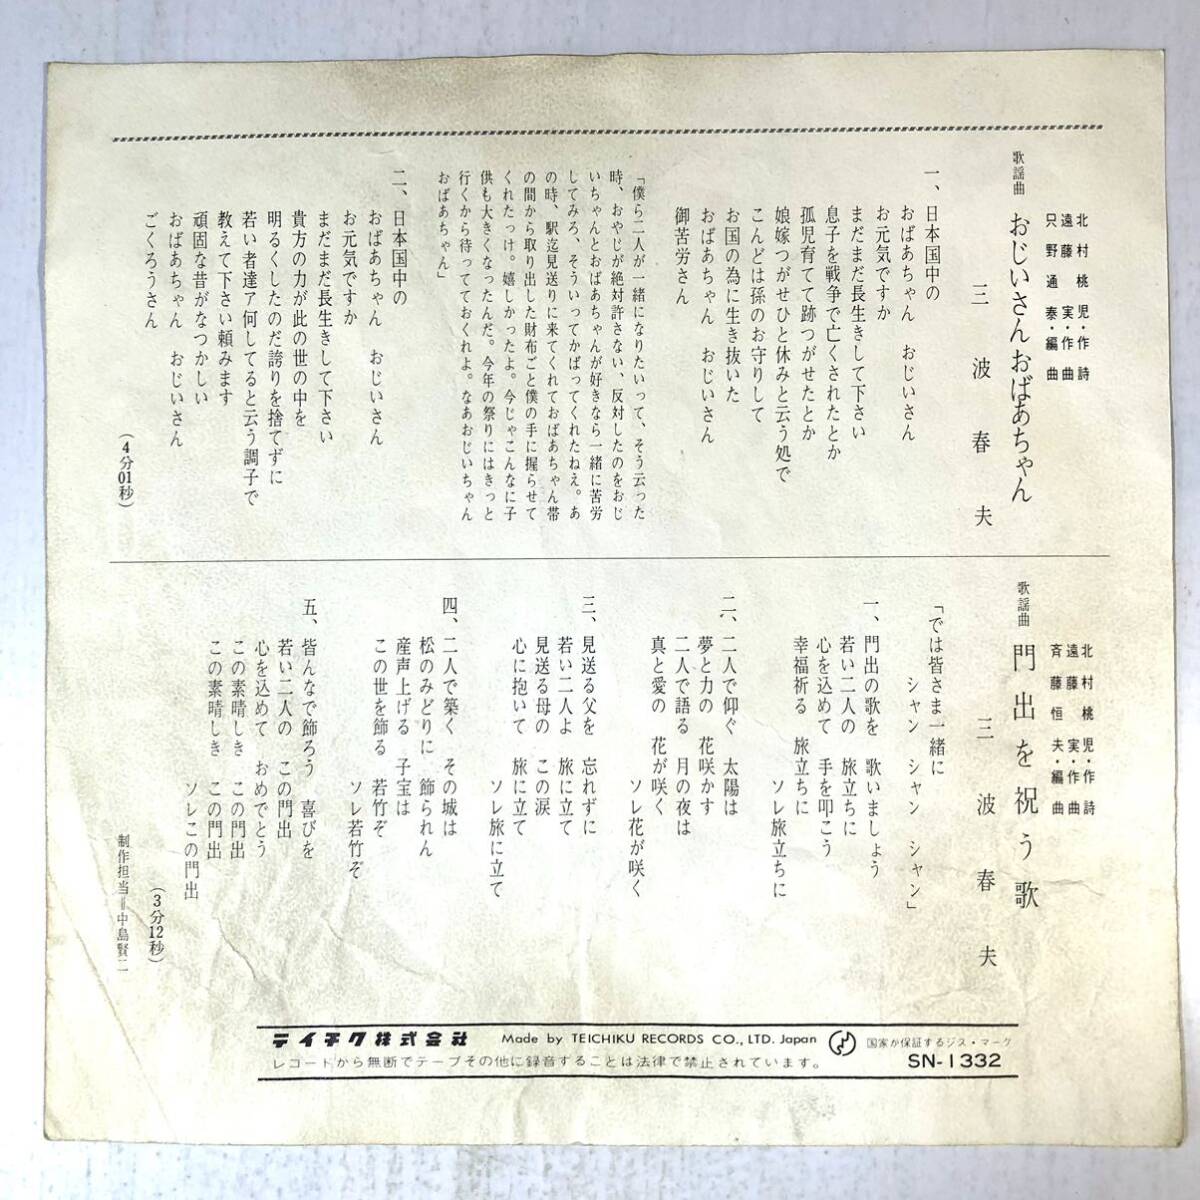 歌謡曲
おじいさんおばあちゃん
北村桃児・作詩
遠藤実・作曲
只野通泰・編曲
三波春夫
一、日本国中の
おばあちゃん　おじいさん
お元気ですか
まだまだ長生きして下さい
息子を戦争で亡くされたとか
孤児育てて跡つがせたとか
娘嫁つがせひと休みと云う処で
こんどは孫のお守りして
お国の為に生き抜いた
おばあちゃん　おじいさん
御苦労さん
「僕ら二人が一緒になりたいって、そう云った
時、おやじが絶対許さない、反対したのをおじ
いちゃんとおばあちゃんが好きなら一緒に苦労
してみろ、そういってかばってくれたねえ。あ
の時、駅迄見送りに来てくれておばあちゃん帯
の間から取り出した財布ごと僕の手に握らせて
くれたっけ。嬉しかったよ。今じゃこんなに子
供も大きくなったんだ。今年の祭りにはきっと
行くから待ってておくれよ。なあおじいちゃん
おばあちゃん」
二、日本国中の
おばあちゃん　おじいさん
お元気ですか
まだまだ長生きして下さい
貴方の力が此の世の中を
明るくしたのだ誇りを捨てずに
若い者達ア何してると云う調子で
教えて下さい頼みます
頑固な昔がなつかしい
おばあちゃん　おじいさん
ごくろうさん
（4分01秒）
歌謡曲
門出を祝う歌
北村桃児・作詩
遠藤実・作曲
斉藤恒夫・編曲
三波春夫
「では皆さま一緒に
シャン　シャン　シャン」
一、門出の歌を　歌いましょう
若い二人の　旅立ちに
心を込めて　手を叩こう
幸福祈る　旅立ちに
ソレ旅立ちに
二、二人で仰ぐ　太陽は
夢と力の　花咲かす
二人で語る　月の夜は
真と愛の　花が咲く
ソレ花が咲く
三、見送る父を　忘れずに
若い二人よ　旅に立て
見送る母の　この涙
心に抱いて　旅に立て
ソレ旅に立て
四、二人で築く　その城は
松のみどりに　飾られん
産声上げる　子宝は
この世を飾る　若竹ぞ
ソレ若竹ぞ
五、皆んなで飾ろう　喜びを
若い二人の　この門出
心を込めて　おめでとう
この素晴しき　この門出
この素晴しき　この門出
ソレこの門出
（3分12秒）
制作担当＝中島賢二
テイチク株式会社 Made by TEICHIKU RECORDS CO., LTD. Japan 国家が保証するジス・マーク
レコードから無断でテープその他に録音することは法律で禁止されています。 SN-1332